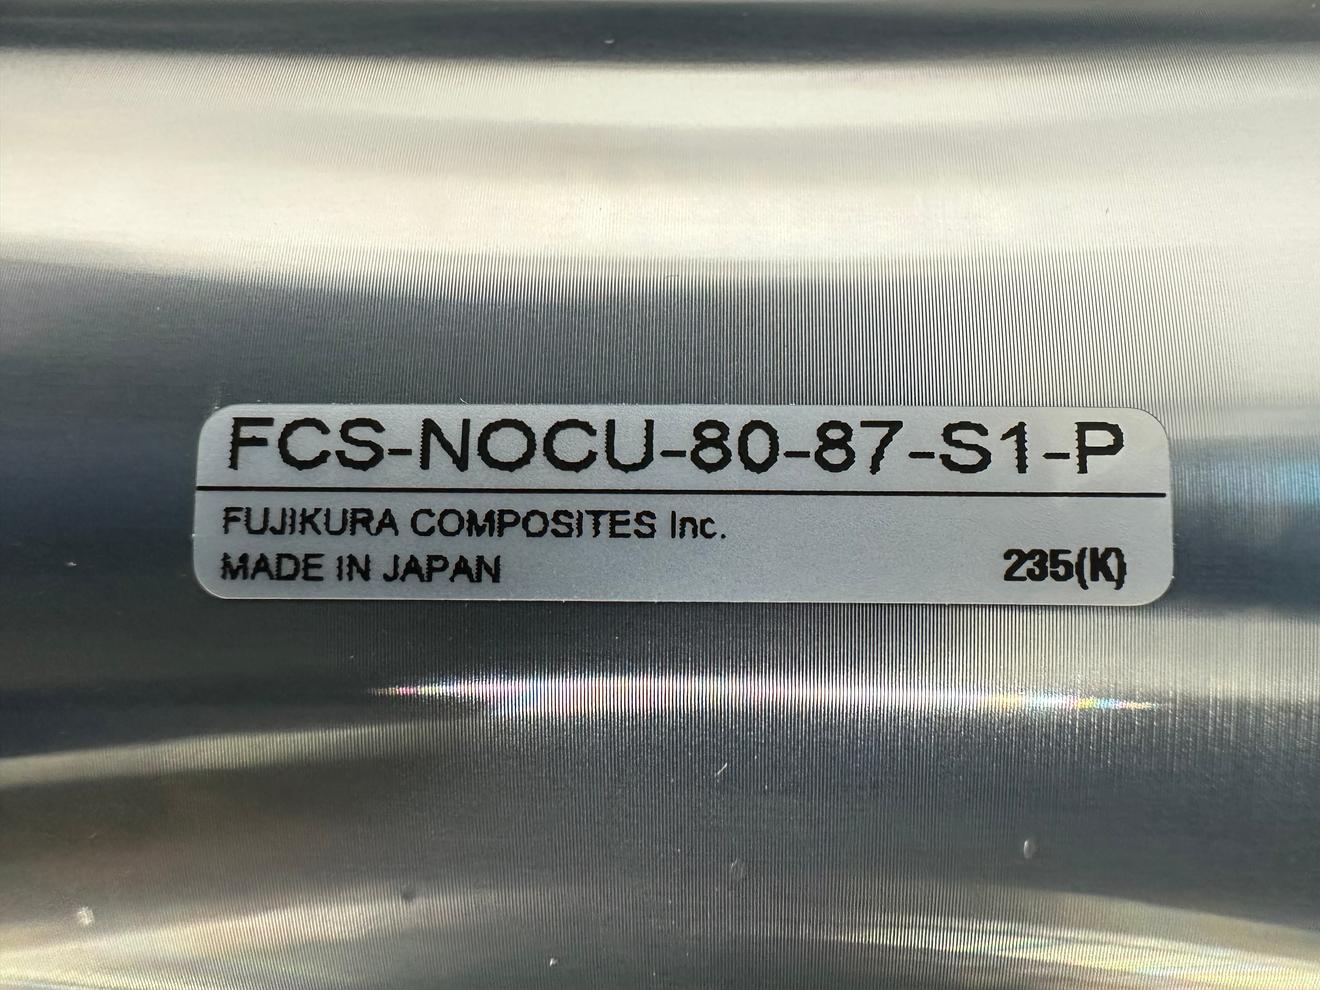 FCS-NOCU-80-87-S1-P
FUJIKURA COMPOSITES Inc.
MADE IN JAPAN
235(K)